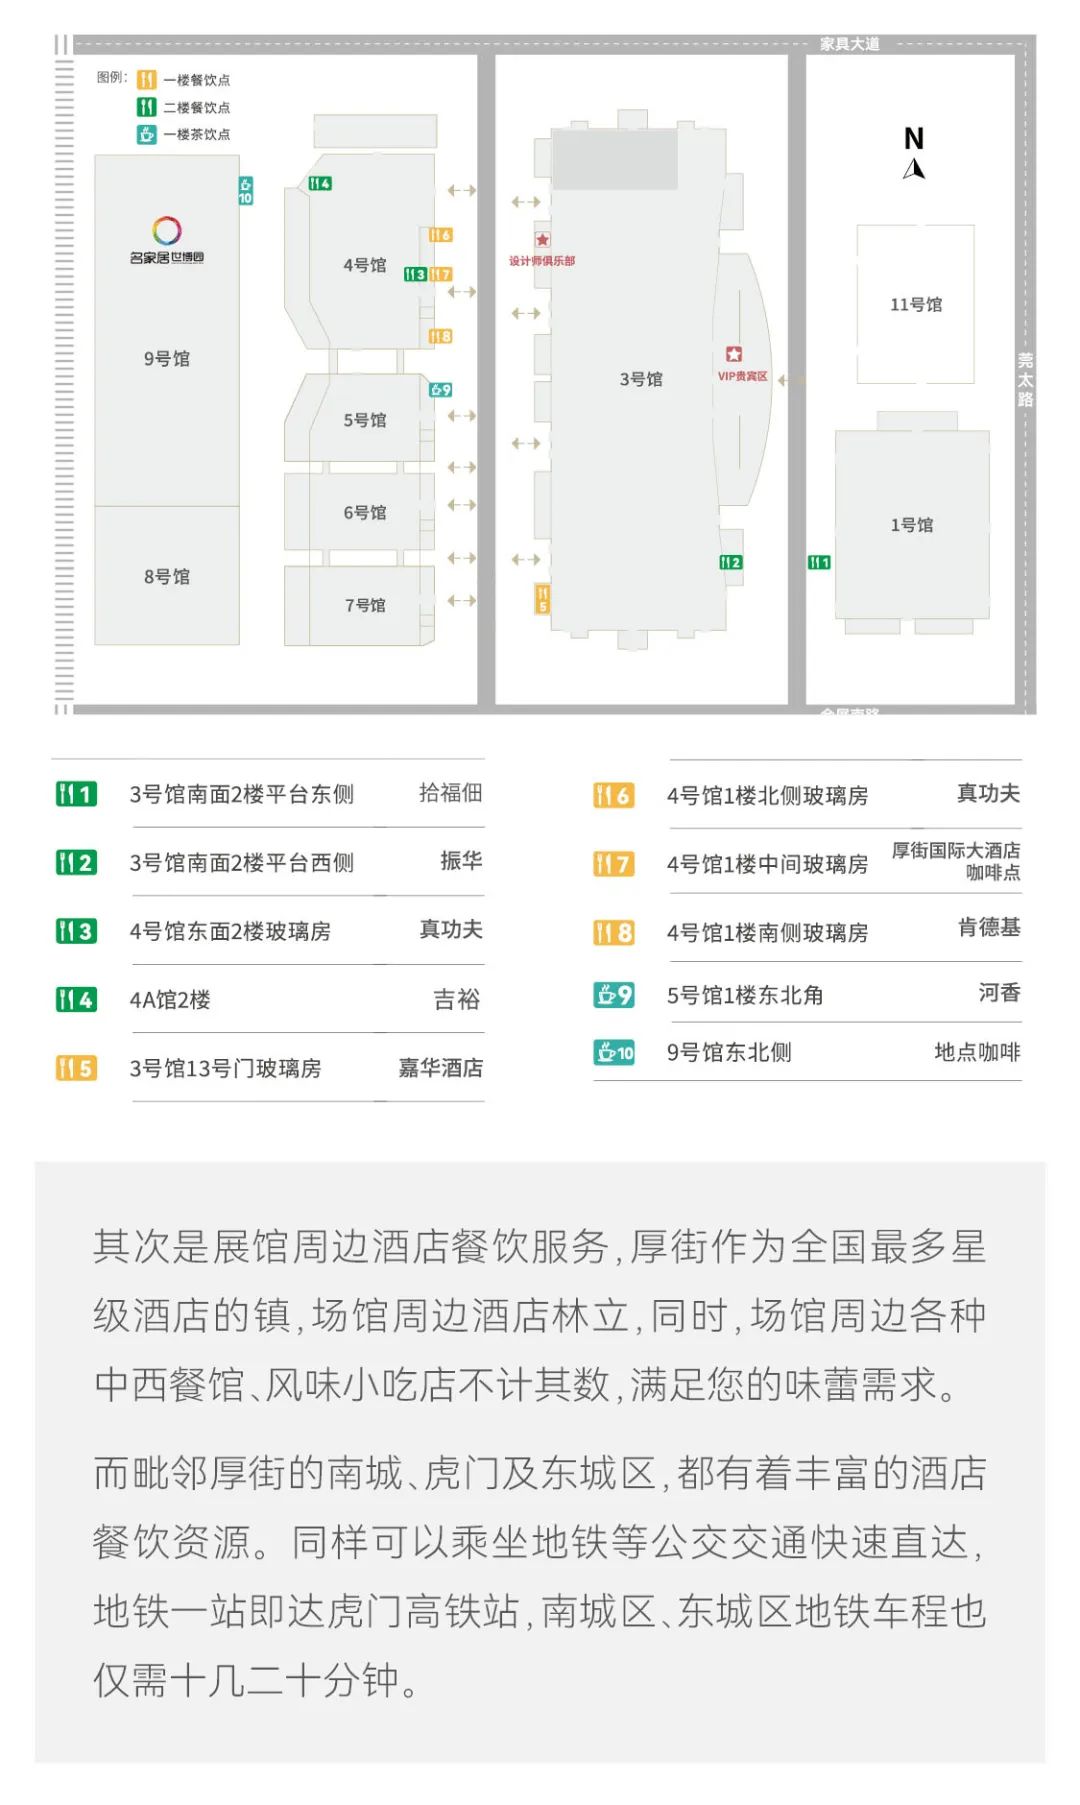 家具大道
图例：
一楼餐饮点
二楼餐饮点
一楼茶饮点
N
10
4
名家居世博园
6
4号馆
3
7
设计师俱乐部
11号馆
8
9号馆
3号馆
VIP贵宾区
莞太路
9
5号馆
6号馆
1号馆
8号馆
2
1
7号馆
5
1 3号馆南面2楼平台东侧 拾福佃
2 3号馆南面2楼平台西侧 振华
3 4号馆东面2楼玻璃房 真功夫
4 4A馆2楼 吉裕
5 3号馆13号门玻璃房 嘉华酒店
6 4号馆1楼北侧玻璃房 真功夫
7 4号馆1楼中间玻璃房 厚街国际大酒店
咖啡点
8 4号馆1楼南侧玻璃房 肯德基
9 5号馆1楼东北角 河香
10 9号馆东北侧 地点咖啡
其次是展馆周边酒店餐饮服务,厚街作为全国最多星
级酒店的镇,场馆周边酒店林立,同时,场馆周边各种
中西餐馆、风味小吃店不计其数,满足您的味蕾需求。
而毗邻厚街的南城、虎门及东城区,都有着丰富的酒店
餐饮资源。同样可以乘坐地铁等公交交通快速直达,
地铁一站即达虎门高铁站,南城区、东城区地铁车程也
仅需十几二十分钟。